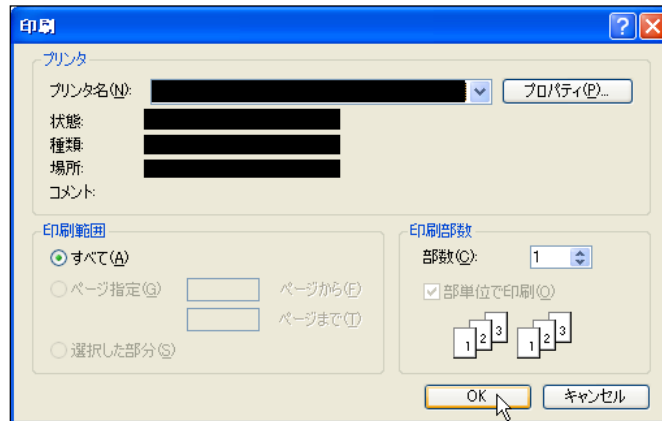 印刷
プリンタ
プリンタ名(N):
プロパティ(P)...
状態:
種類:
場所:
コメント:
印刷範囲
すべて(A)
ページ指定(G)
ページから(F)
ページまで(T)
選択した部分(S)
印刷部数
部数(C):
1
部単位で印刷(O)
1 2 3 1 2 3
OK
キャンセル